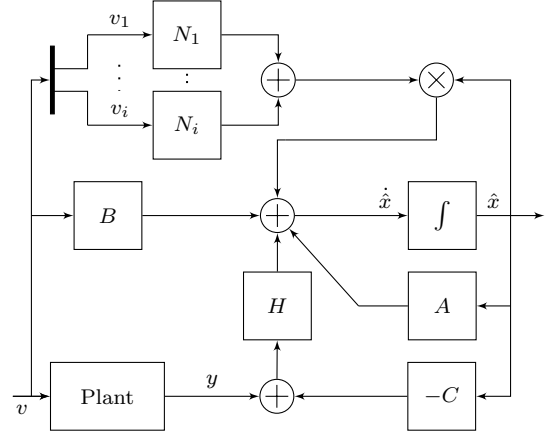 v₁ N₁
⋮ ⋮
vᵢ Nᵢ
+ ×
B + ẋ̂ ∫ x̂
H A
v Plant y + −C